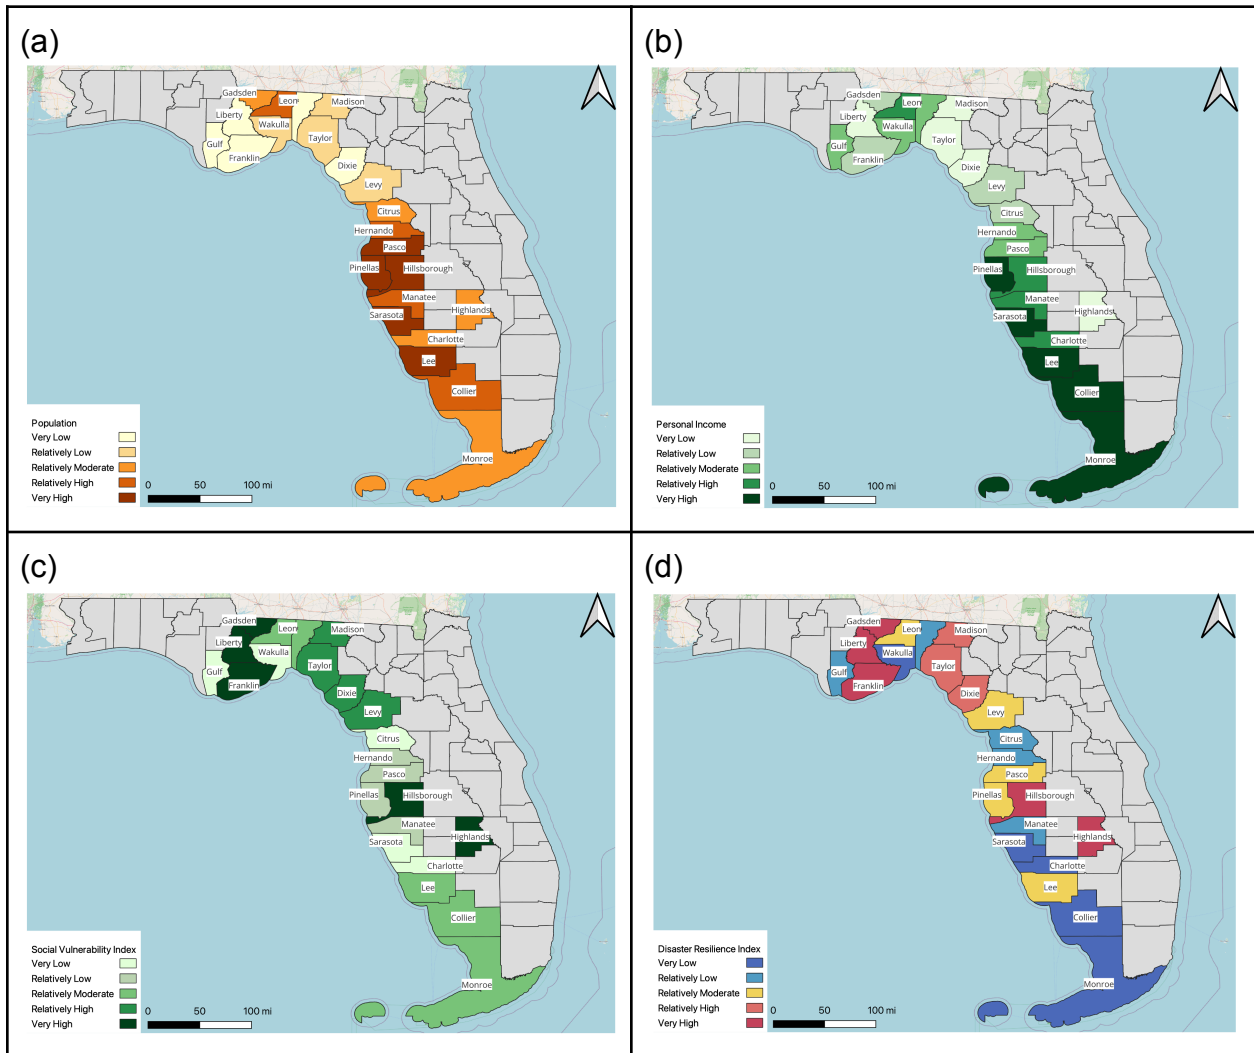 (a)
Gadsden
Leon
Madison
Liberty
Wakulla
Taylor
Gulf
Franklin
Dixie
Levy
Citrus
Hernando
Pasco
Pinellas
Hillsborough
Manatee
Sarasota
Highlands
Charlotte
Lee
Collier
Monroe
Population
Very Low
Relatively Low
Relatively Moderate
Relatively High
Very High
0 50 100 mi
(b)
Gadsden
Leon
Madison
Liberty
Wakulla
Taylor
Gulf
Franklin
Dixie
Levy
Citrus
Hernando
Pasco
Pinellas
Hillsborough
Manatee
Sarasota
Highlands
Charlotte
Lee
Collier
Monroe
Personal Income
Very Low
Relatively Low
Relatively Moderate
Relatively High
Very High
0 50 100 mi
(c)
Gadsden
Leon
Madison
Liberty
Wakulla
Taylor
Gulf
Franklin
Dixie
Levy
Citrus
Hernando
Pasco
Pinellas
Hillsborough
Manatee
Sarasota
Highlands
Charlotte
Lee
Collier
Monroe
Social Vulnerability Index
Very Low
Relatively Low
Relatively Moderate
Relatively High
Very High
0 50 100 mi
(d)
Gadsden
Leon
Madison
Liberty
Wakulla
Taylor
Gulf
Franklin
Dixie
Levy
Citrus
Hernando
Pasco
Pinellas
Hillsborough
Manatee
Sarasota
Highlands
Charlotte
Lee
Collier
Monroe
Disaster Resilience Index
Very Low
Relatively Low
Relatively Moderate
Relatively High
Very High
0 50 100 mi